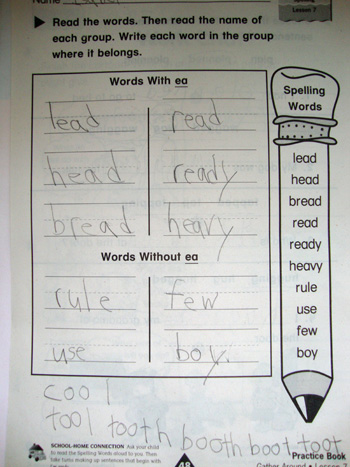 Name
Lesson 7
Read the words. Then read the name of
each group. Write each word in the group
where it belongs.
Words With ea
lead read
head ready
bread heavy
Words Without ea
rule few
use boy.
Spelling
Words
lead
head
bread
read
ready
heavy
rule
use
few
boy
cool
tool tooth booth boot toot
SCHOOL-HOME CONNECTION Ask your child
to read the Spelling Words aloud to you. Then
take turns making up sentences that begin with
48
Practice Book
Gather Around • Lesson